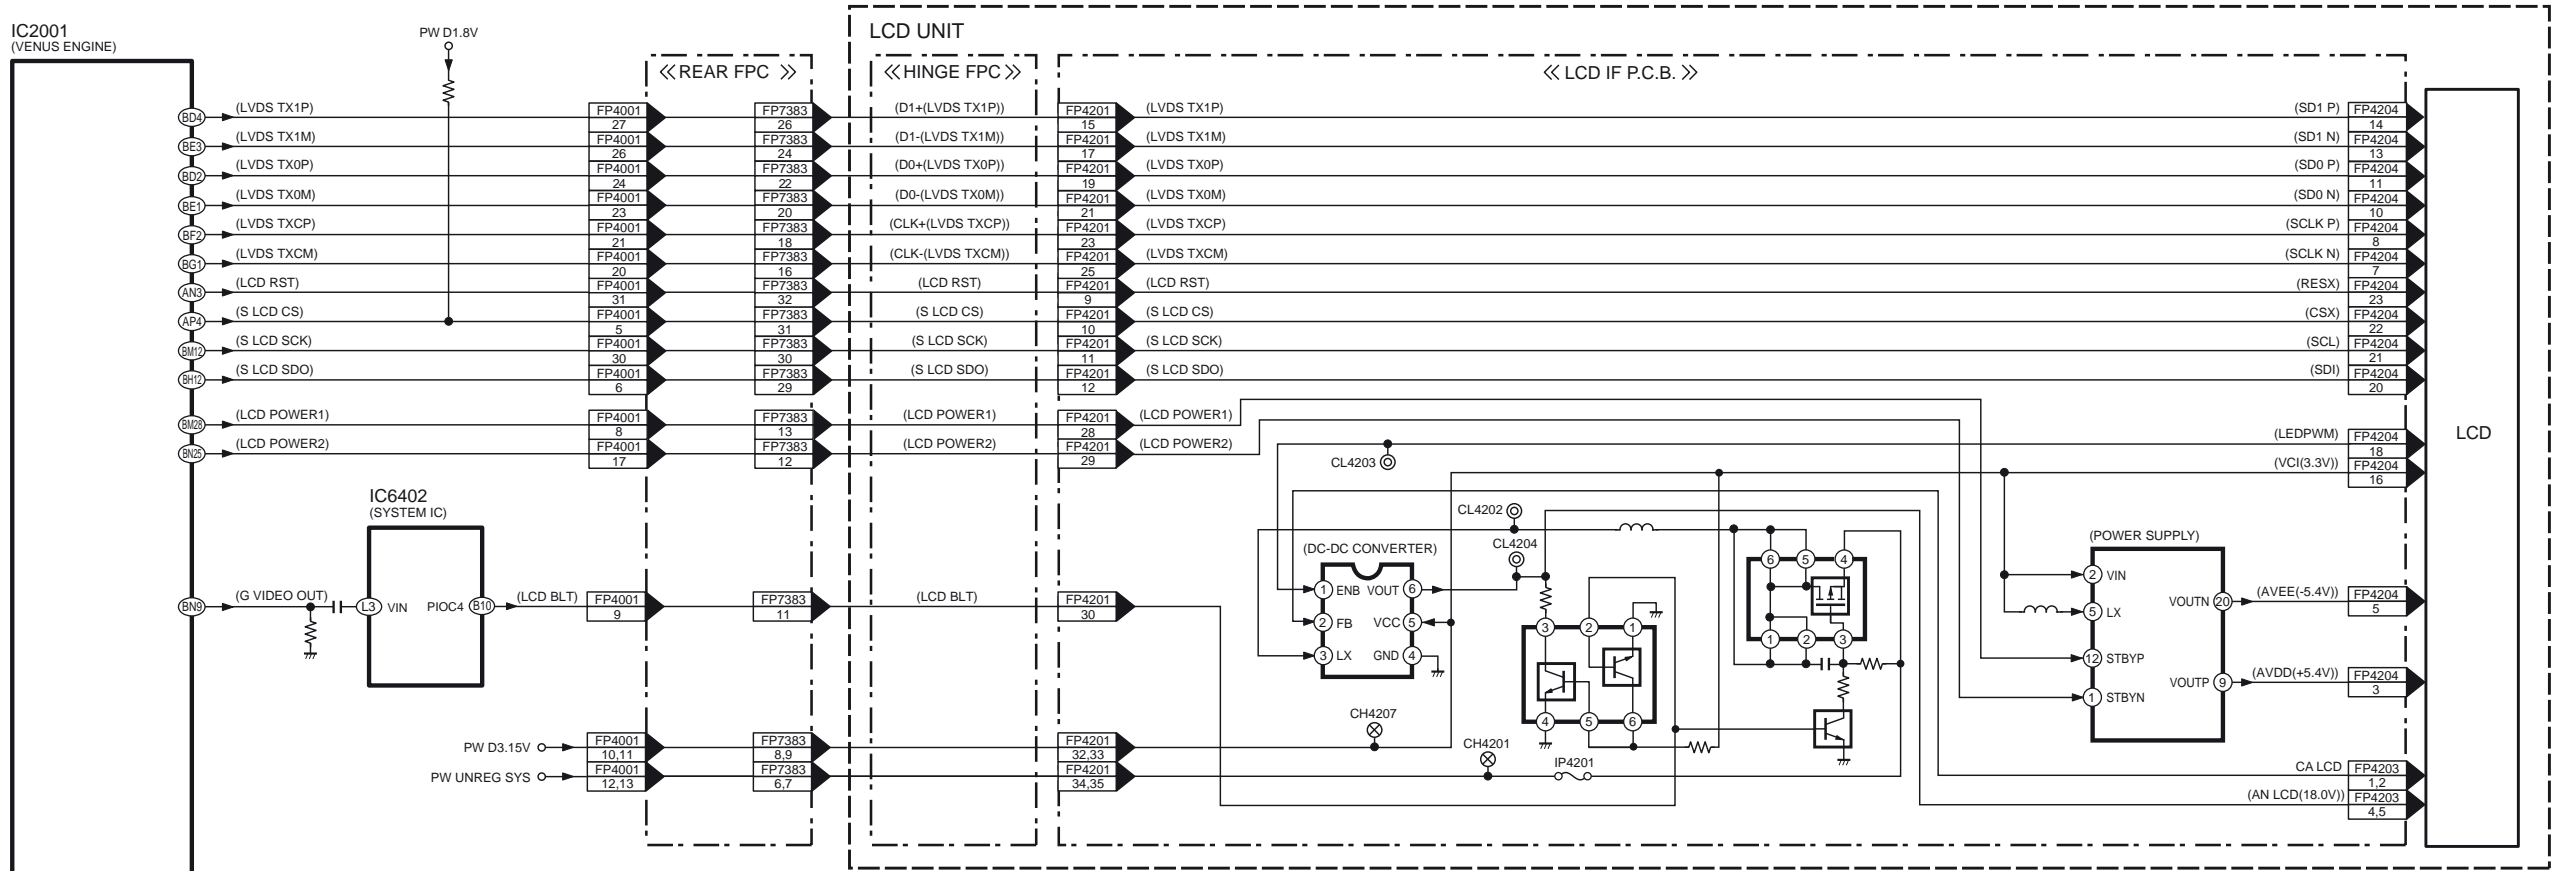 IC2001
(VENUS ENGINE)
PW D1.8V
LCD UNIT
≪REAR FPC ≫
≪HINGE FPC≫
≪ LCD IF P.C.B. ≫
BD4 (LVDS TX1P) FP4001 27 FP7383 26 (D1+(LVDS TX1P)) FP4201 15 (LVDS TX1P) (SD1 P) FP4204 14
BE3 (LVDS TX1M) FP4001 26 FP7383 24 (D1-(LVDS TX1M)) FP4201 17 (LVDS TX1M) (SD1 N) FP4204 13
BD2 (LVDS TX0P) FP4001 24 FP7383 22 (D0+(LVDS TX0P)) FP4201 19 (LVDS TX0P) (SD0 P) FP4204 11
BE1 (LVDS TX0M) FP4001 23 FP7383 20 (D0-(LVDS TX0M)) FP4201 21 (LVDS TX0M) (SD0 N) FP4204 10
BF2 (LVDS TXCP) FP4001 21 FP7383 18 (CLK+(LVDS TXCP)) FP4201 23 (LVDS TXCP) (SCLK P) FP4204 8
BG1 (LVDS TXCM) FP4001 20 FP7383 16 (CLK-(LVDS TXCM)) FP4201 25 (LVDS TXCM) (SCLK N) FP4204 7
AN3 (LCD RST) FP4001 31 FP7383 32 (LCD RST) FP4201 9 (LCD RST) (RESX) FP4204 23
AP4 (S LCD CS) FP4001 5 FP7383 31 (S LCD CS) FP4201 10 (S LCD CS) (CSX) FP4204 22
BM12 (S LCD SCK) FP4001 30 FP7383 30 (S LCD SCK) FP4201 11 (S LCD SCK) (SCL) FP4204 21
BH12 (S LCD SDO) FP4001 6 FP7383 29 (S LCD SDO) FP4201 12 (S LCD SDO) (SDI) FP4204 20
BM28 (LCD POWER1) FP4001 8 FP7383 13 (LCD POWER1) FP4201 28 (LCD POWER1)
BN25 (LCD POWER2) FP4001 17 FP7383 12 (LCD POWER2) FP4201 29 (LCD POWER2)
(LEDPWM) FP4204 18
LCD
CL4203
(VCI(3.3V)) FP4204 16
IC6402
(SYSTEM IC)
CL4202
CL4204
(DC-DC CONVERTER)
1 ENB VOUT 6
2 FB VCC 5
3 LX GND 4
3 2 1
4 5 6
6 5 4
1 2 3
(POWER SUPPLY)
2 VIN
5 LX
12 STBYP
1 STBYN
VOUTN 20 (AVEE(-5.4V)) FP4204 5
VOUTP 9 (AVDD(+5.4V)) FP4204 3
BN9 (G VIDEO OUT) L3 VIN PIOC4 B10 (LCD BLT) FP4001 9 FP7383 11 (LCD BLT) FP4201 30
CH4207
PW D3.15V FP4001 10,11 FP7383 8,9 FP4201 32,33
CH4201
IP4201
PW UNREG SYS FP4001 12,13 FP7383 6,7 FP4201 34,35
CA LCD FP4203 1,2
(AN LCD(18.0V)) FP4203 4,5